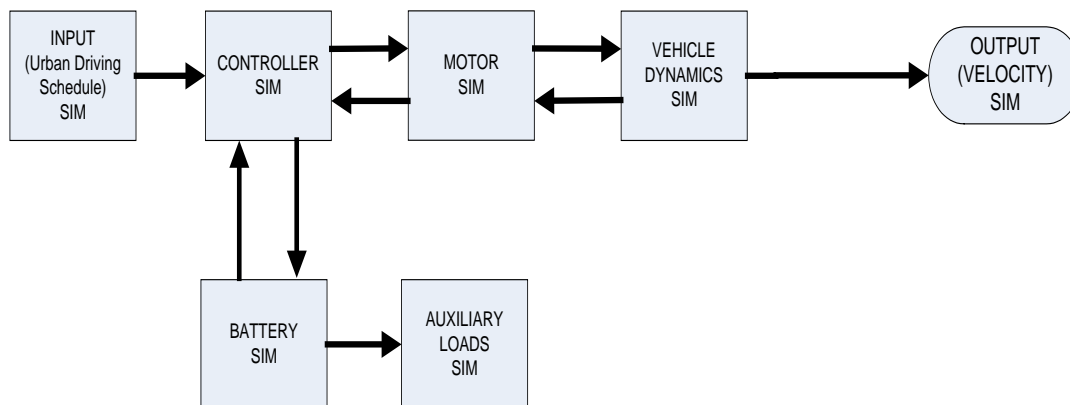 INPUT
(Urban Driving
Schedule)
SIM
CONTROLLER
SIM
MOTOR
SIM
VEHICLE
DYNAMICS
SIM
OUTPUT
(VELOCITY)
SIM
BATTERY
SIM
AUXILIARY
LOADS
SIM